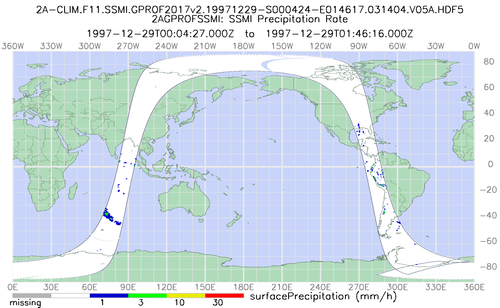 2A-CLIM.F11.SSMI.GPROF2017v2.19971229-S000424-E014617.031404.V05A.HDF5
2AGPROFSSMI: SSMI Precipitation Rate
1997-12-29T00:04:27.000Z to 1997-12-29T01:46:16.000Z
360W 330W 300W 270W 240W 210W 180W 150W 120W 90W 60W 30W 0W
80
60
40
20
0
-20
-40
-60
-80
0E 30E 60E 90E 120E 150E 180E 210E 240E 270E 300E 330E 360E
missing 1 3 10 30 surfacePrecipitation (mm/h)